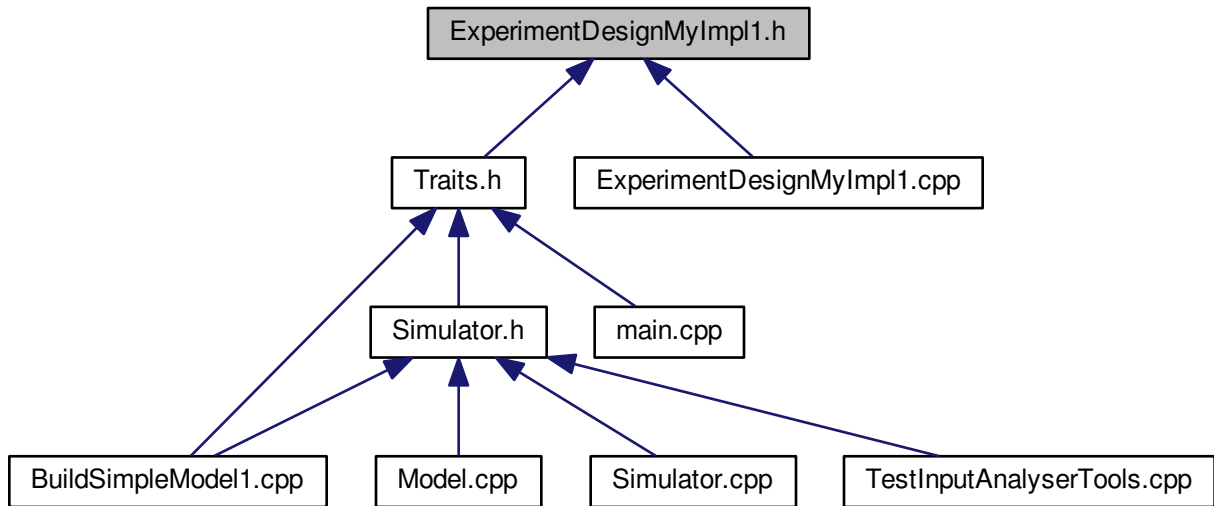 ExperimentDesignMyImpl1.h
Traits.h
ExperimentDesignMyImpl1.cpp
Simulator.h
main.cpp
BuildSimpleModel1.cpp
Model.cpp
Simulator.cpp
TestInputAnalyserTools.cpp